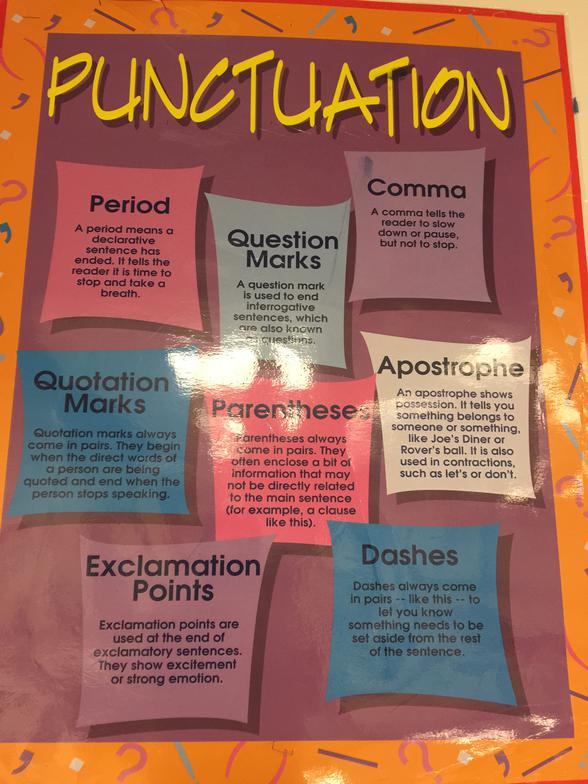 PUNCTUATION
Period
A period means a
declarative
sentence has
ended. It tells the
reader it is time to
stop and take a
breath.
Question
Marks
A question mark
is used to end
interrogative
sentences, which
are also known
as questions.
Comma
A comma tells the
reader to slow
down or pause,
but not to stop.
Quotation
Marks
Quotation marks always
come in pairs. They begin
when the direct words of
a person are being
quoted and end when the
person stops speaking.
Parentheses
Parentheses always
come in pairs. They
often enclose a bit of
information that may
not be directly related
to the main sentence
(for example, a clause
like this).
Apostrophe
An apostrophe shows
possession. It tells you
something belongs to
someone or something,
like Joe's Diner or
Rover's ball. It is also
used in contractions,
such as let's or don't.
Exclamation
Points
Exclamation points are
used at the end of
exclamatory sentences.
They show excitement
or strong emotion.
Dashes
Dashes always come
in pairs -- like this -- to
let you know
something needs to be
set aside from the rest
of the sentence.